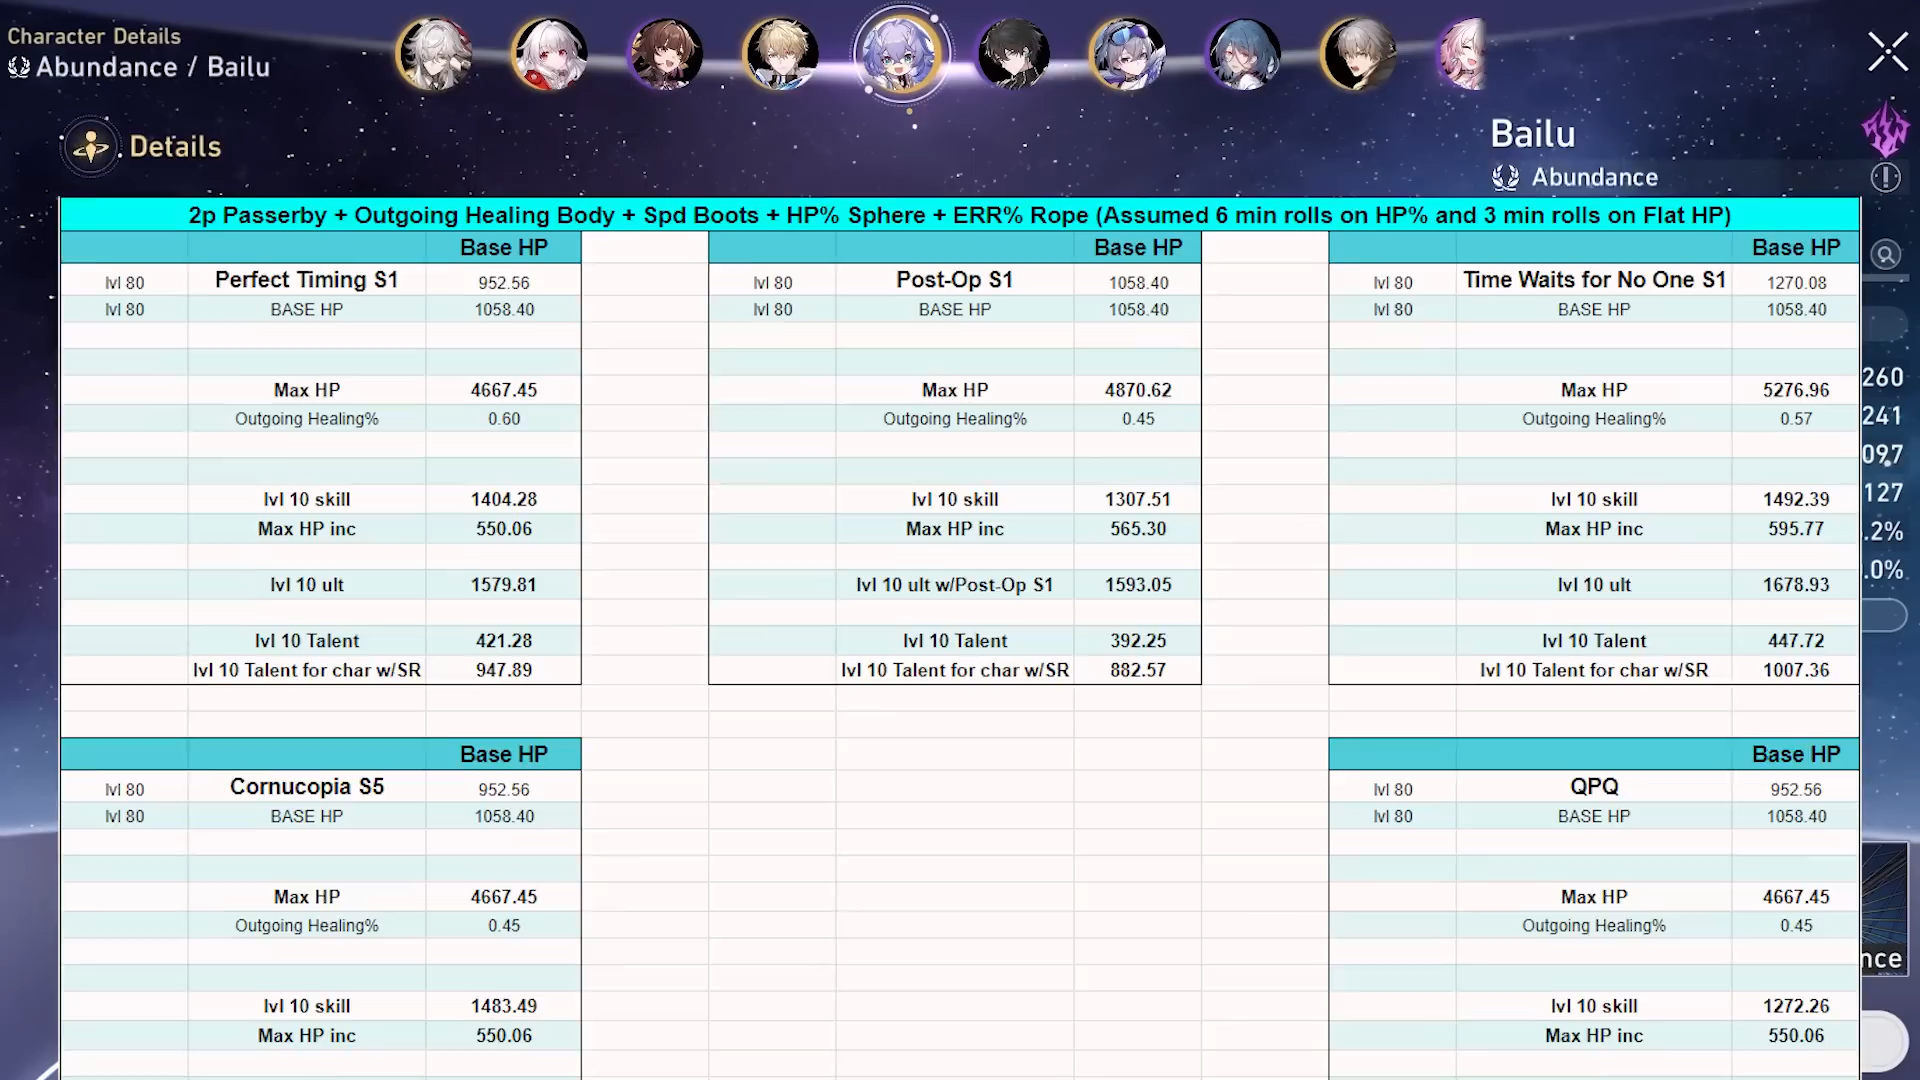 Character Details
Abundance / Bailu
Details
Bailu
Abundance
2p Passerby + Outgoing Healing Body + Spd Boots + HP% Sphere + ERR% Rope (Assumed 6 min rolls on HP% and 3 min rolls on Flat HP)
Base HP
lvl 80 Perfect Timing S1 952.56
lvl 80 BASE HP 1058.40
Max HP 4667.45
Outgoing Healing% 0.60
lvl 10 skill 1404.28
Max HP inc 550.06
lvl 10 ult 1579.81
lvl 10 Talent 421.28
lvl 10 Talent for char w/SR 947.89
Base HP
lvl 80 Post-Op S1 1058.40
lvl 80 BASE HP 1058.40
Max HP 4870.62
Outgoing Healing% 0.45
lvl 10 skill 1307.51
Max HP inc 565.30
lvl 10 ult w/Post-Op S1 1593.05
lvl 10 Talent 392.25
lvl 10 Talent for char w/SR 882.57
Base HP
lvl 80 Time Waits for No One S1 1270.08
lvl 80 BASE HP 1058.40
Max HP 5276.96
Outgoing Healing% 0.57
lvl 10 skill 1492.39
Max HP inc 595.77
lvl 10 ult 1678.93
lvl 10 Talent 447.72
lvl 10 Talent for char w/SR 1007.36
Base HP
lvl 80 Cornucopia S5 952.56
lvl 80 BASE HP 1058.40
Max HP 4667.45
Outgoing Healing% 0.45
lvl 10 skill 1483.49
Max HP inc 550.06
Base HP
lvl 80 QPQ 952.56
lvl 80 BASE HP 1058.40
Max HP 4667.45
Outgoing Healing% 0.45
lvl 10 skill 1272.26
Max HP inc 550.06
260
241
097
127
.2%
.0%
nce